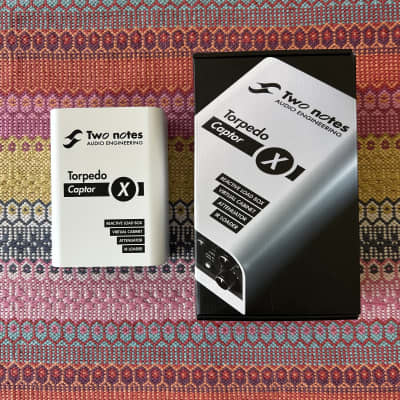 Two notes
AUDIO ENGINEERING
Torpedo
Captor X
REACTIVE LOAD-BOX
VIRTUAL CABINET
ATTENUATOR
IR LOADER
Two notes
AUDIO ENGINEERING
Torpedo
Captor X
REACTIVE LOAD-BOX
VIRTUAL CABINET
ATTENUATOR
IR LOADER